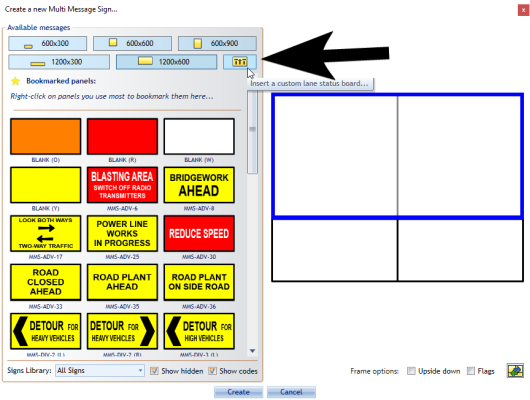 Create a new Multi Message Sign...
x
Available messages
600x300
600x600
600x900
1200x300
1200x600
Insert a custom lane status board...
Bookmarked panels:
Right-click on panels you use most to bookmark them here...
BLANK (O)
BLANK (R)
BLANK (W)
BLANK (Y)
BLASTING AREA
SWITCH OFF RADIO
TRANSMITTERS
MMS-ADV-6
BRIDGEWORK
AHEAD
MMS-ADV-8
LOOK BOTH WAYS
TWO-WAY TRAFFIC
MMS-ADV-17
POWER LINE
WORKS
IN PROGRESS
MMS-ADV-25
REDUCE SPEED
MMS-ADV-30
ROAD
CLOSED
AHEAD
MMS-ADV-33
ROAD PLANT
AHEAD
MMS-ADV-35
ROAD PLANT
ON SIDE ROAD
MMS-ADV-36
DETOUR FOR
HEAVY VEHICLES
MMS-DIV-2 (L)
DETOUR FOR
HEAVY VEHICLES
MMS-DIV-2 (R)
DETOUR FOR
HIGH VEHICLES
MMS-DIV-3 (L)
Signs Library:
All Signs
Show hidden
Show codes
Frame options:
Upside down
Flags
Create
Cancel